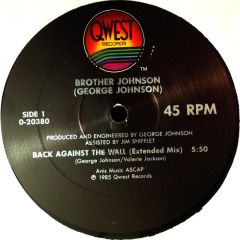 QWEST
RECORDS
TM
BROTHER JOHNSON
(GEORGE JOHNSON)
SIDE 1
0-20380
45 RPM
PRODUCED AND ENGINEERED BY GEORGE JOHNSON
ASSISTED BY JIM SHIFFLET
BACK AGAINST THE WALL (Extended Mix) 5:50
(George Johnson/Valerie Jackson)
Anis Music ASCAP
℗ 1985 Qwest Records